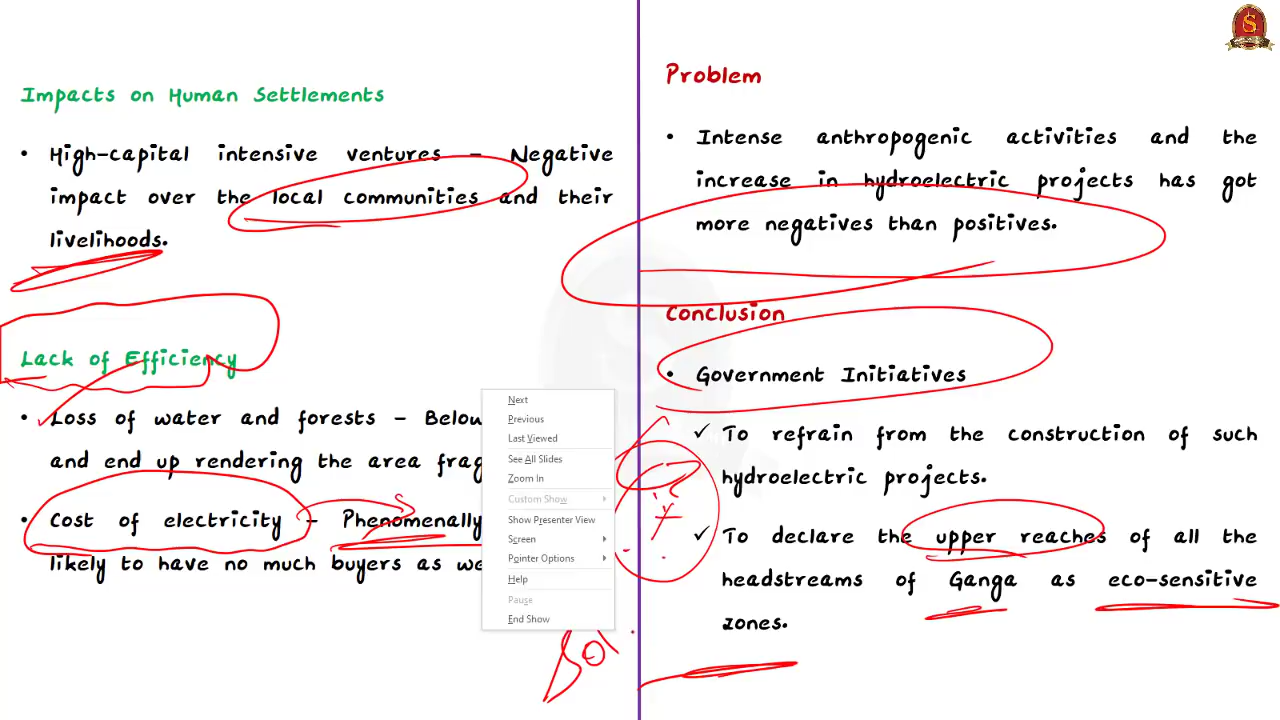 Impacts on Human Settlements
• High-capital intensive ventures – Negative
impact over the local communities and their
livelihoods.
Lack of Efficiency
• Loss of water and forests – Below
and end up rendering the area frag
• Cost of electricity – Phenomenally
likely to have no much buyers as we
Next
Previous
Last Viewed
See All Slides
Zoom In
Custom Show
Show Presenter View
Screen
Pointer Options
Help
Pause
End Show
Sol
S
Problem
• Intense anthropogenic activities and the
increase in hydroelectric projects has got
more negatives than positives.
Conclusion
• Government Initiatives
✓ To refrain from the construction of such
hydroelectric projects.
✓ To declare the upper reaches of all the
headstreams of Ganga as eco-sensitive
zones.